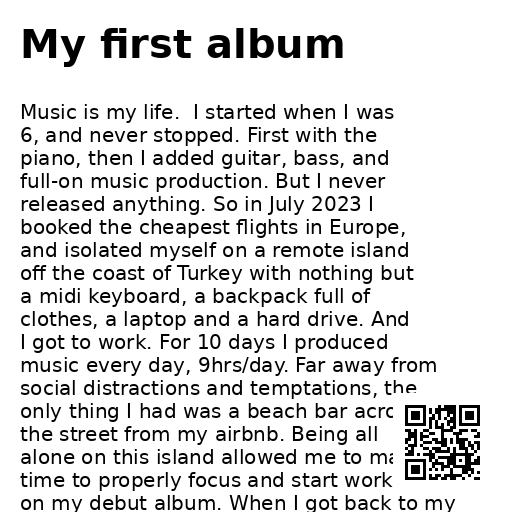 My first album
Music is my life.  I started when I was
6, and never stopped. First with the
piano, then I added guitar, bass, and
full-on music production. But I never
released anything. So in July 2023 I
booked the cheapest flights in Europe,
and isolated myself on a remote island
off the coast of Turkey with nothing but
a midi keyboard, a backpack full of
clothes, a laptop and a hard drive. And
I got to work. For 10 days I produced
music every day, 9hrs/day. Far away from
social distractions and temptations, the
only thing I had was a beach bar
the street from my airbnb. Being all
alone on this island allowed me to
time to properly focus and start work
on my debut album. When I got back to my